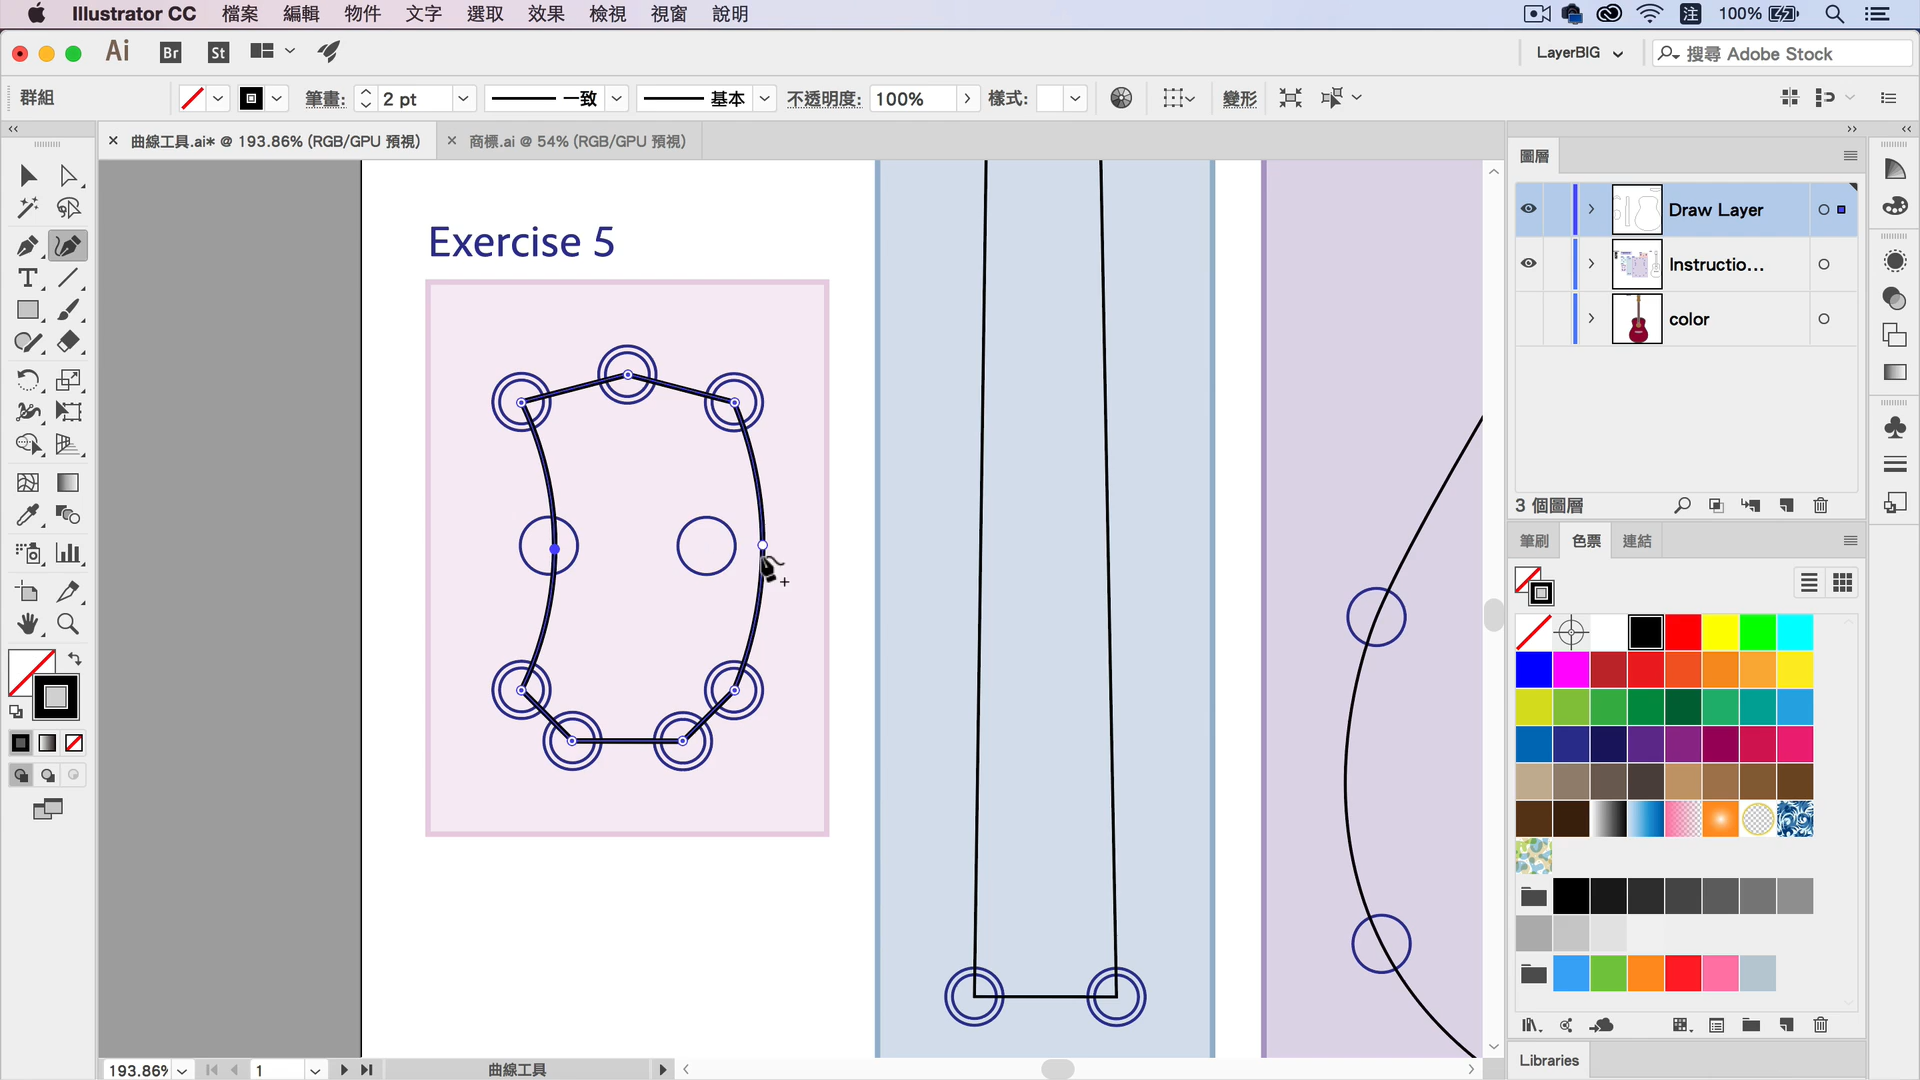 Illustrator CC 檔案 編輯 物件 文字 選取 效果 檢視 視窗 說明 注 100%
Ai Br St LayerBIG 搜尋 Adobe Stock
群組 筆畫: 2 pt 一致 基本 不透明度: 100% 樣式: 變形
曲線工具.ai* @ 193.86% (RGB/GPU 預視) 商標.ai @ 54% (RGB/GPU 預視)
圖層
Draw Layer
Instructio...
color
3 個圖層
Exercise 5
筆刷 色票 連結
Libraries
193.86% 1 曲線工具